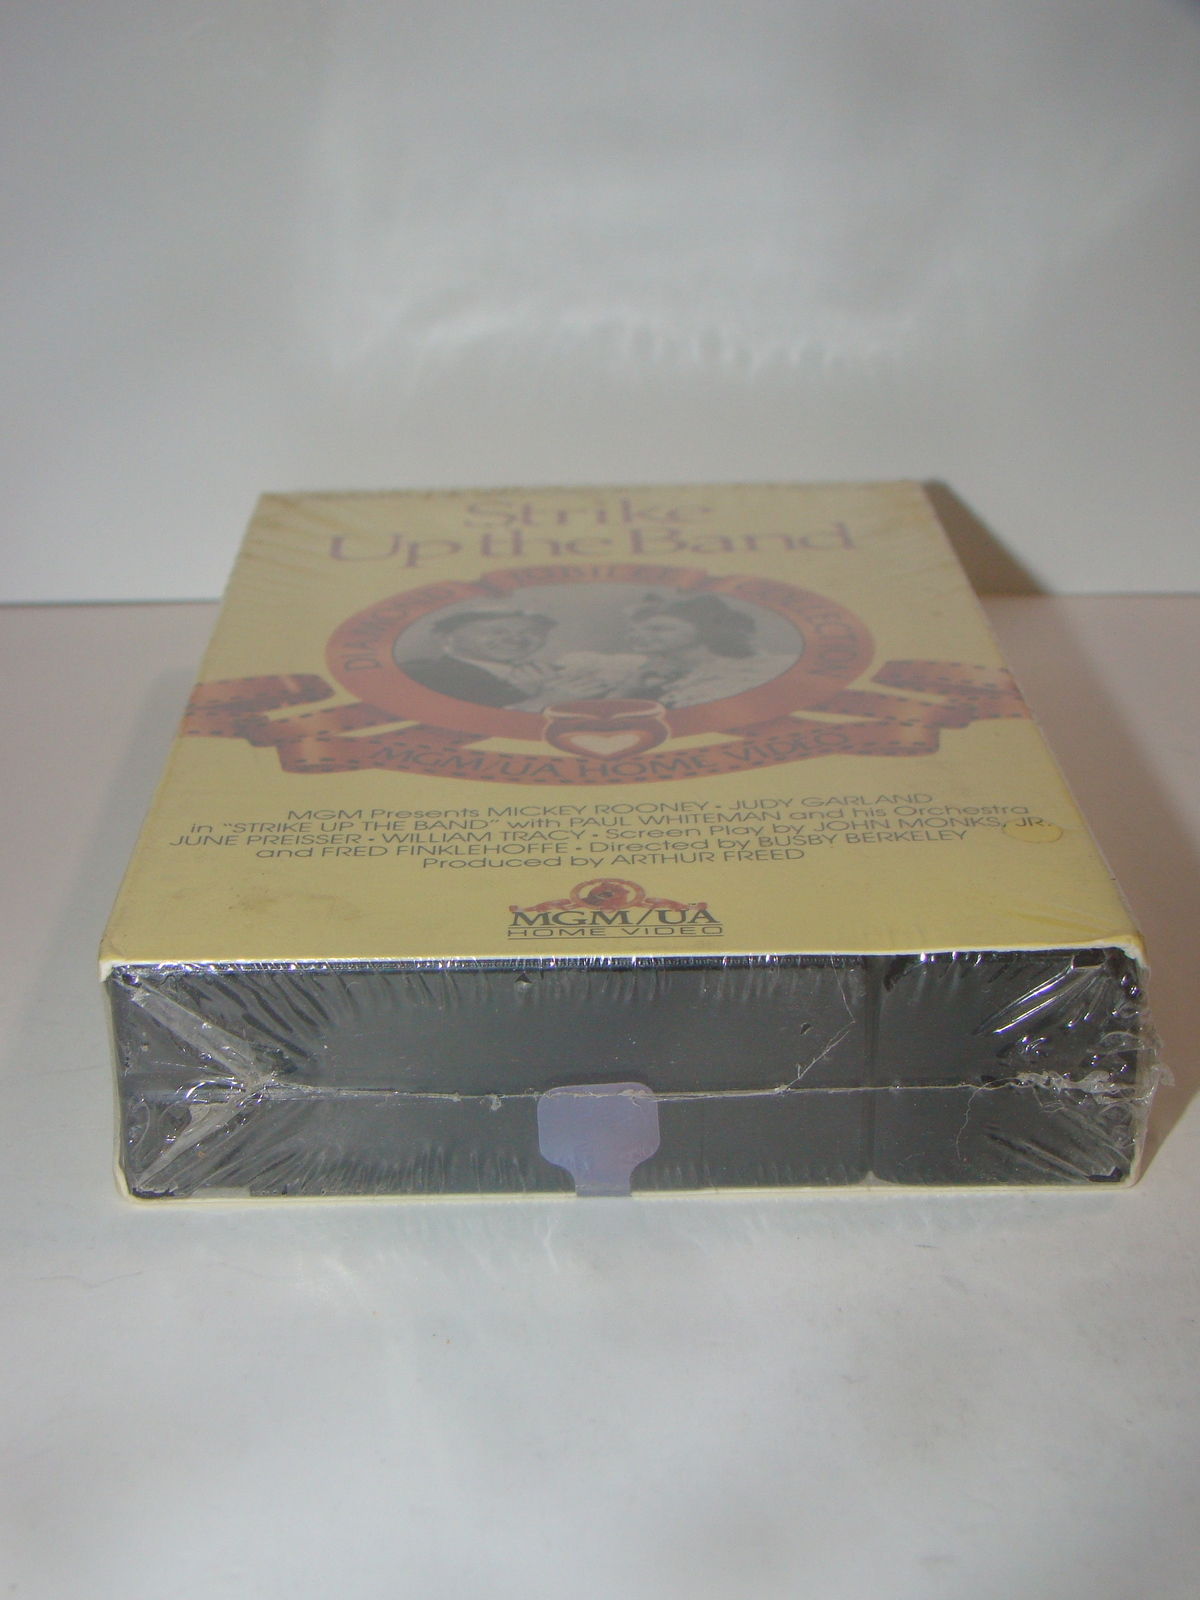 Strike
Up the Band
DIAMOND JUBILEE COLLECTION
MGM/UA HOME VIDEO
MGM Presents MICKEY ROONEY • JUDY GARLAND
in "STRIKE UP THE BAND" with PAUL WHITEMAN and his Orchestra
JUNE PREISSER • WILLIAM TRACY • Screen Play by JOHN MONKS, JR.
and FRED FINKLEHOFFE • Directed by BUSBY BERKELEY
Produced by ARTHUR FREED
MGM/UA
HOME VIDEO